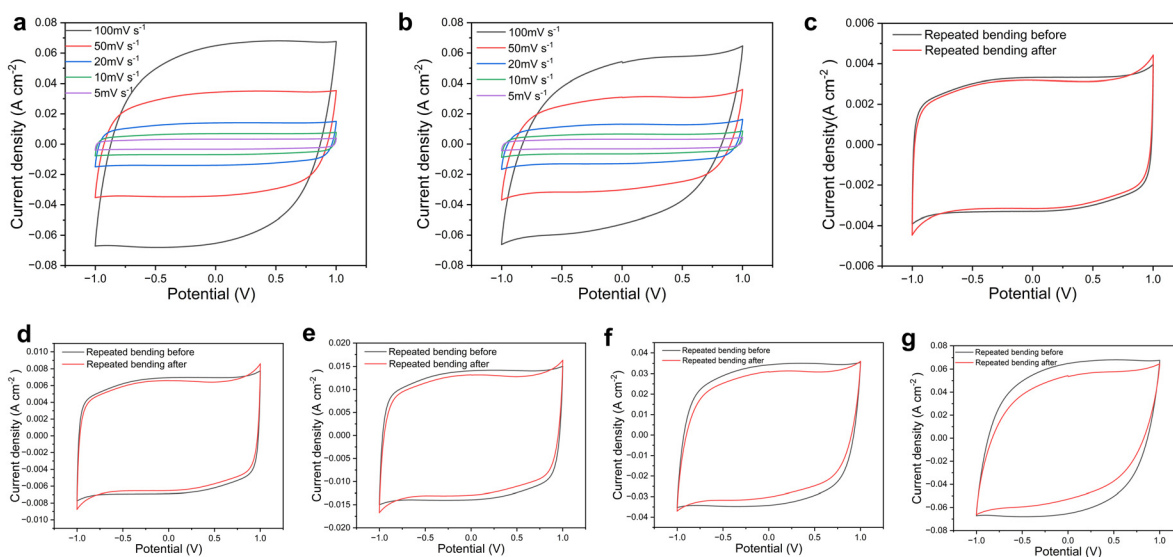 a
100mV s⁻¹
50mV s⁻¹
20mV s⁻¹
10mV s⁻¹
5mV s⁻¹
Current density (A cm⁻²)
0.08
0.06
0.04
0.02
0.00
−0.02
−0.04
−0.06
−0.08
−1.0 −0.5 0.0 0.5 1.0
Potential (V)
b
100mV s⁻¹
50mV s⁻¹
20mV s⁻¹
10mV s⁻¹
5mV s⁻¹
Current density (A cm⁻²)
0.08
0.06
0.04
0.02
0.00
−0.02
−0.04
−0.06
−0.08
−1.0 −0.5 0.0 0.5 1.0
Potential (V)
c
Repeated bending before
Repeated bending after
Current density(A cm⁻²)
0.006
0.004
0.002
0.000
−0.002
−0.004
−0.006
−1.0 −0.5 0.0 0.5 1.0
Potential (V)
d
Repeated bending before
Repeated bending after
Current density (A cm⁻²)
0.010
0.008
0.006
0.004
0.002
0.000
−0.002
−0.004
−0.006
−0.008
−0.010
−1.0 −0.5 0.0 0.5 1.0
Potential (V)
e
Repeated bending before
Repeated bending after
Current density (A cm⁻²)
0.020
0.015
0.010
0.005
0.000
−0.005
−0.010
−0.015
−0.020
−1.0 −0.5 0.0 0.5 1.0
Potential (V)
f
Repeated bending before
Repeated bending after
Current density (A cm⁻²)
0.04
0.03
0.02
0.01
0.00
−0.01
−0.02
−0.03
−0.04
−1.0 −0.5 0.0 0.5 1.0
Potential (V)
g
Repeated bending before
Repeated bending after
Current density (A cm⁻²)
0.08
0.06
0.04
0.02
0.00
−0.02
−0.04
−0.06
−0.08
−1.0 −0.5 0.0 0.5 1.0
Potential (V)